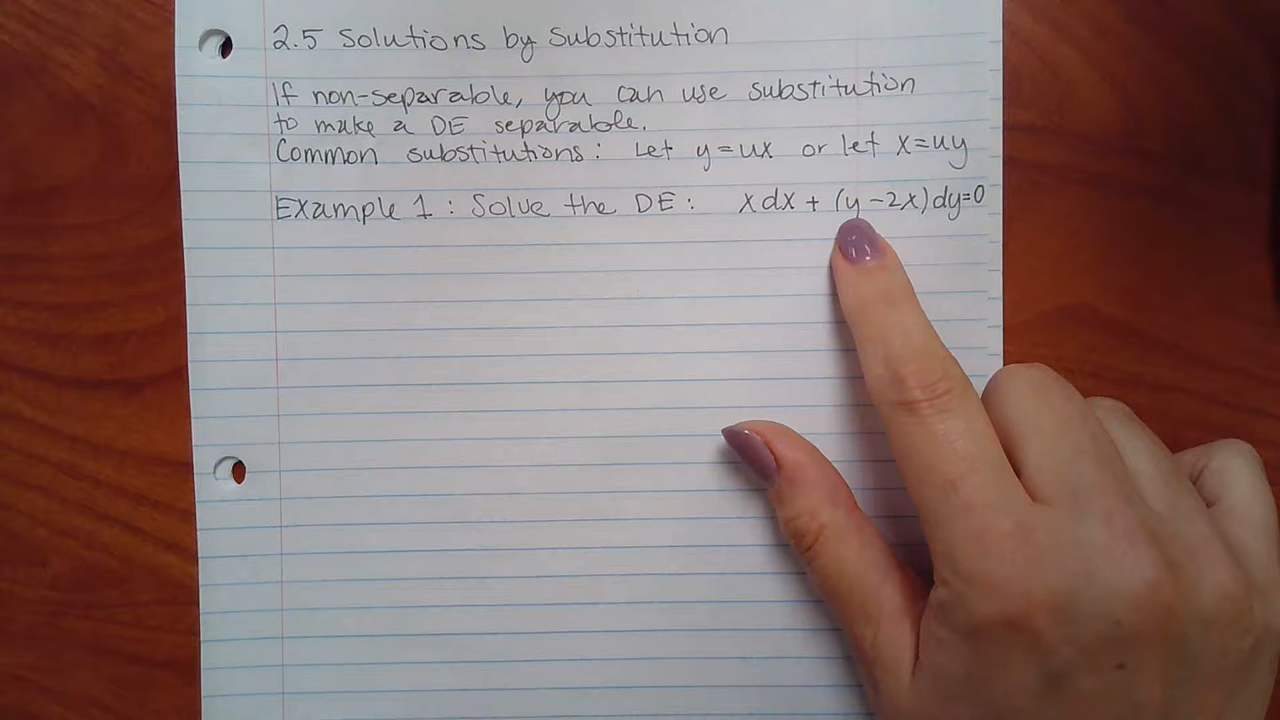 2.5 Solutions by Substitution
If non-separable, you can use substitution
to make a DE separable.
Common substitutions: Let y=ux or let x=uy
Example 1: Solve the DE: xdx + (y-2x)dy=0